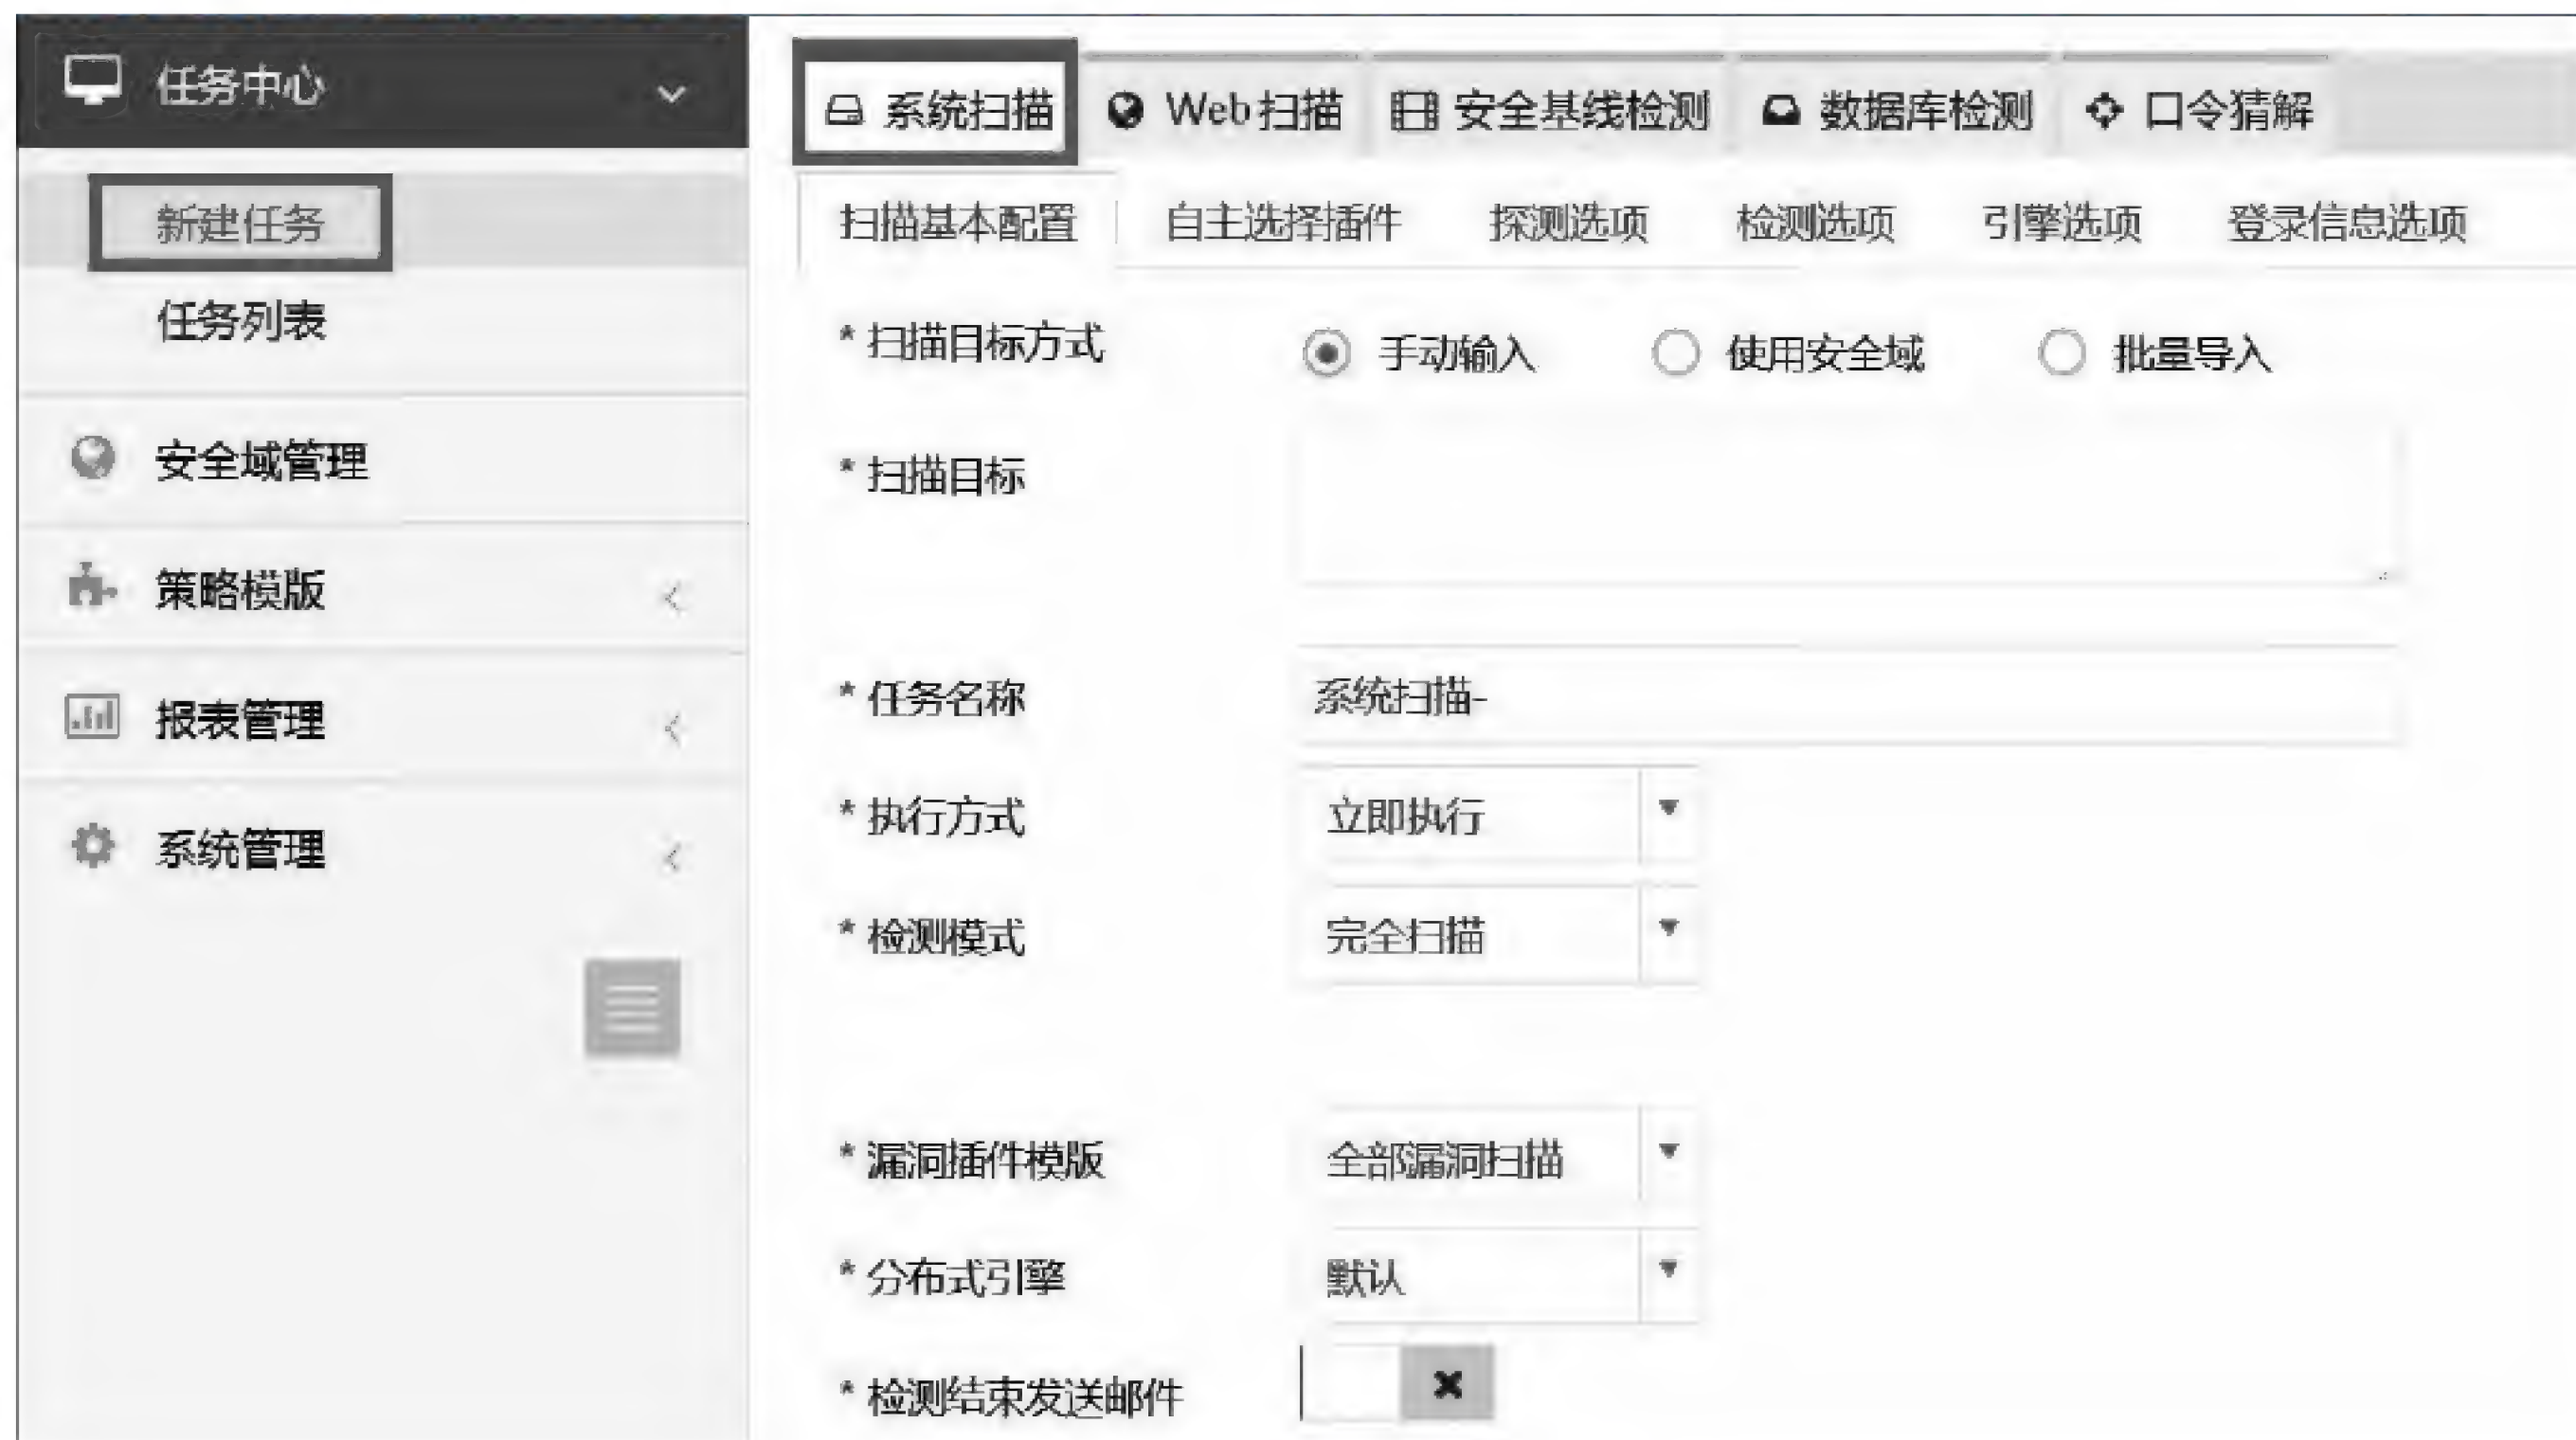 任务中心
新建任务
任务列表
安全域管理
策略模版
报表管理
系统管理
系统扫描 Web扫描 安全基线检测 数据库检测 口令猜解
扫描基本配置 自主选择插件 探测选项 检测选项 引擎选项 登录信息选项
* 扫描目标方式 手动输入 使用安全域 批量导入
* 扫描目标
* 任务名称 系统扫描-
* 执行方式 立即执行
* 检测模式 完全扫描
* 漏洞插件模版 全部漏洞扫描
* 分布式引擎 默认
* 检测结束发送邮件